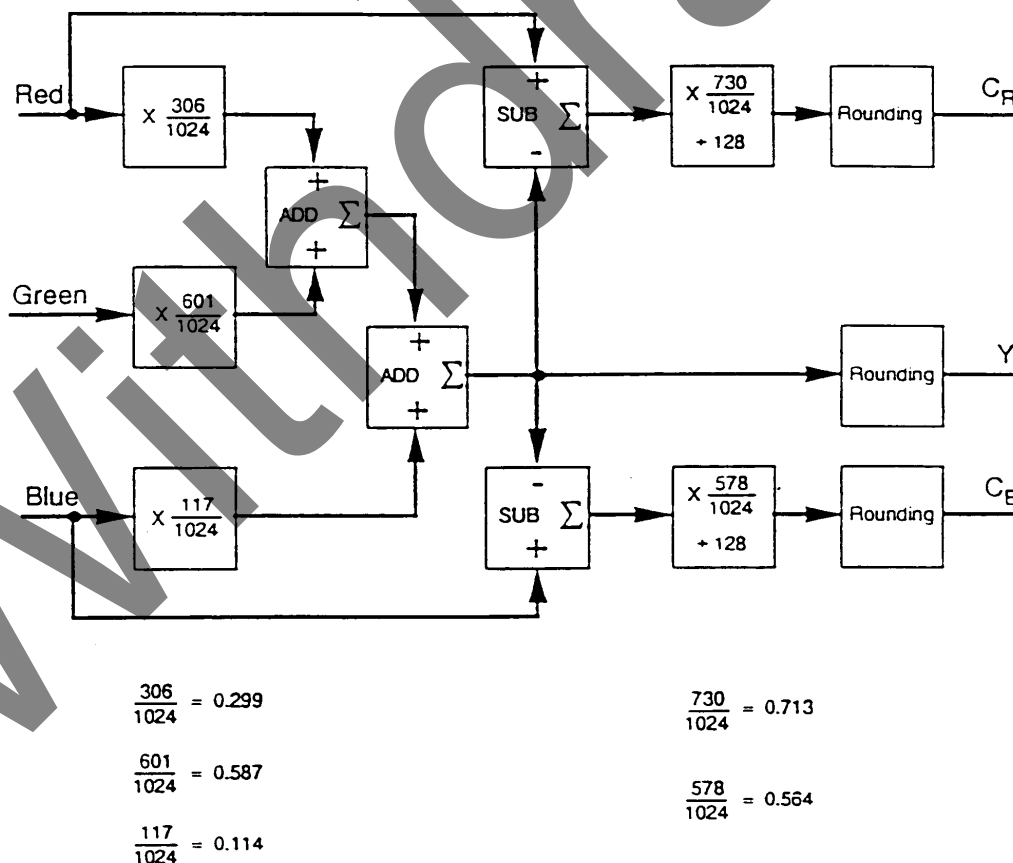 Red
× 306/1024
+
ADD Σ
+
+
SUB Σ
-
× 730/1024
+ 128
Rounding
C_R
Green
× 601/1024
+
ADD Σ
+
Rounding
Y
Blue
× 117/1024
-
SUB Σ
+
× 578/1024
+ 128
Rounding
306/1024 = 0.299
601/1024 = 0.587
117/1024 = 0.114
730/1024 = 0.713
578/1024 = 0.564